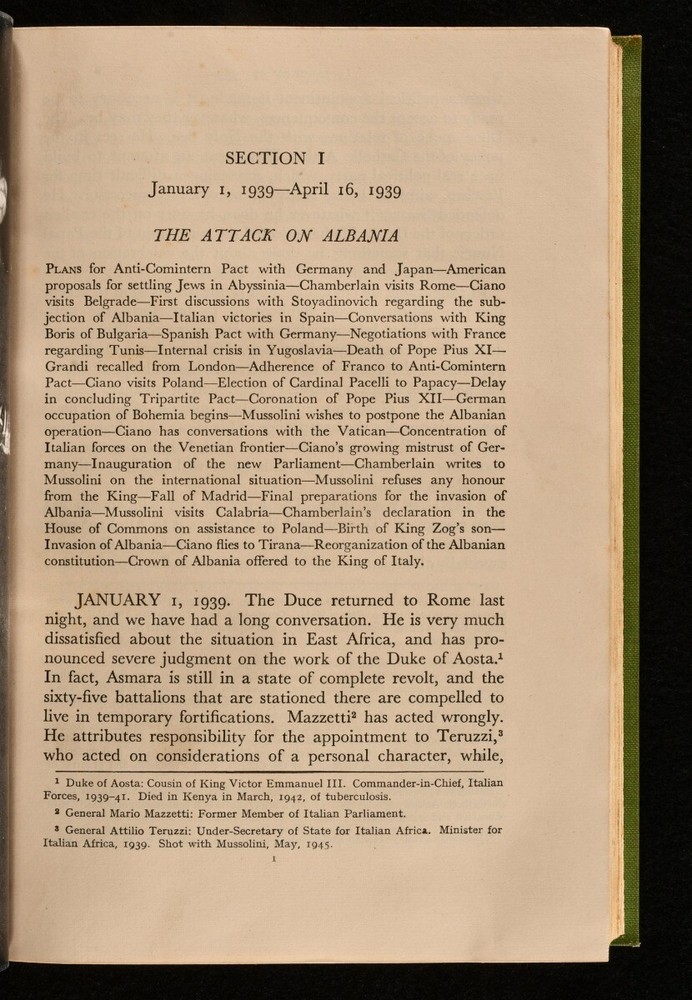 SECTION I
January 1, 1939—April 16, 1939
THE ATTACK ON ALBANIA
PLANS for Anti-Comintern Pact with Germany and Japan—American
proposals for settling Jews in Abyssinia—Chamberlain visits Rome—Ciano
visits Belgrade—First discussions with Stoyadinovich regarding the sub-
jection of Albania—Italian victories in Spain—Conversations with King
Boris of Bulgaria—Spanish Pact with Germany—Negotiations with France
regarding Tunis—Internal crisis in Yugoslavia—Death of Pope Pius XI—
Grandi recalled from London—Adherence of Franco to Anti-Comintern
Pact—Ciano visits Poland—Election of Cardinal Pacelli to Papacy—Delay
in concluding Tripartite Pact—Coronation of Pope Pius XII—German
occupation of Bohemia begins—Mussolini wishes to postpone the Albanian
operation—Ciano has conversations with the Vatican—Concentration of
Italian forces on the Venetian frontier—Ciano's growing mistrust of Ger-
many—Inauguration of the new Parliament—Chamberlain writes to
Mussolini on the international situation—Mussolini refuses any honour
from the King—Fall of Madrid—Final preparations for the invasion of
Albania—Mussolini visits Calabria—Chamberlain's declaration in the
House of Commons on assistance to Poland—Birth of King Zog's son—
Invasion of Albania—Ciano flies to Tirana—Reorganization of the Albanian
constitution—Crown of Albania offered to the King of Italy.
JANUARY 1, 1939. The Duce returned to Rome last
night, and we have had a long conversation. He is very much
dissatisfied about the situation in East Africa, and has pro-
nounced severe judgment on the work of the Duke of Aosta.¹
In fact, Asmara is still in a state of complete revolt, and the
sixty-five battalions that are stationed there are compelled to
live in temporary fortifications. Mazzetti² has acted wrongly.
He attributes responsibility for the appointment to Teruzzi,³
who acted on considerations of a personal character, while,
¹ Duke of Aosta: Cousin of King Victor Emmanuel III. Commander-in-Chief, Italian
Forces, 1939–41. Died in Kenya in March, 1942, of tuberculosis.
² General Mario Mazzetti: Former Member of Italian Parliament.
³ General Attilio Teruzzi: Under-Secretary of State for Italian Africa. Minister for
Italian Africa, 1939. Shot with Mussolini, May, 1945.
1